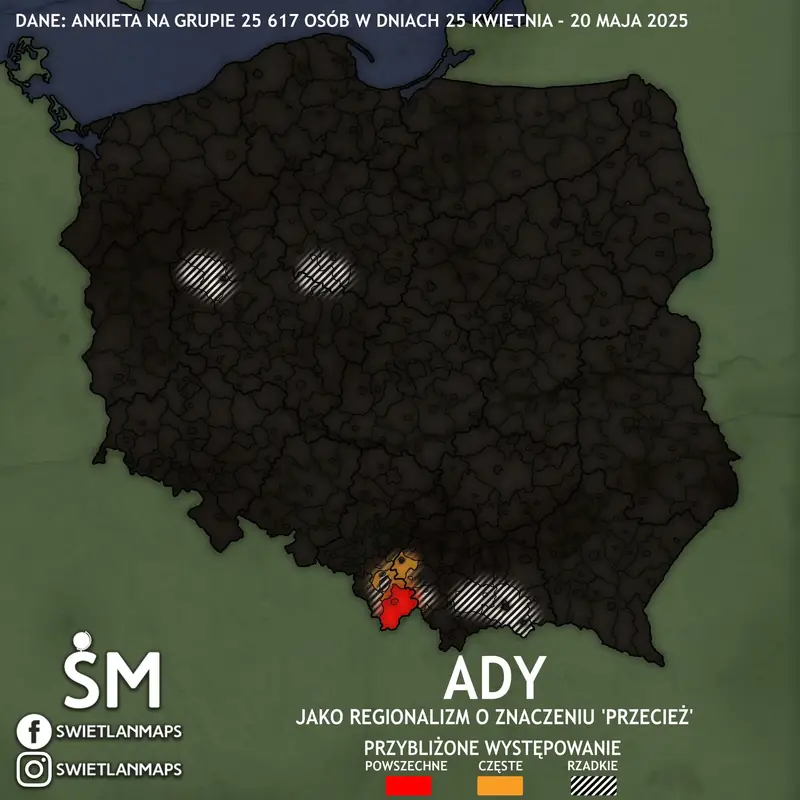 DANE: ANKIETA NA GRUPIE 25 617 OSÓB W DNIACH 25 KWIETNIA - 20 MAJA 2025
ŚM
SWIETLANMAPS
SWIETLANMAPS
ADY
JAKO REGIONALIZM O ZNACZENIU 'PRZECIEŻ'
PRZYBLIŻONE WYSTĘPOWANIE
POWSZECHNE CZĘSTE RZADKIE